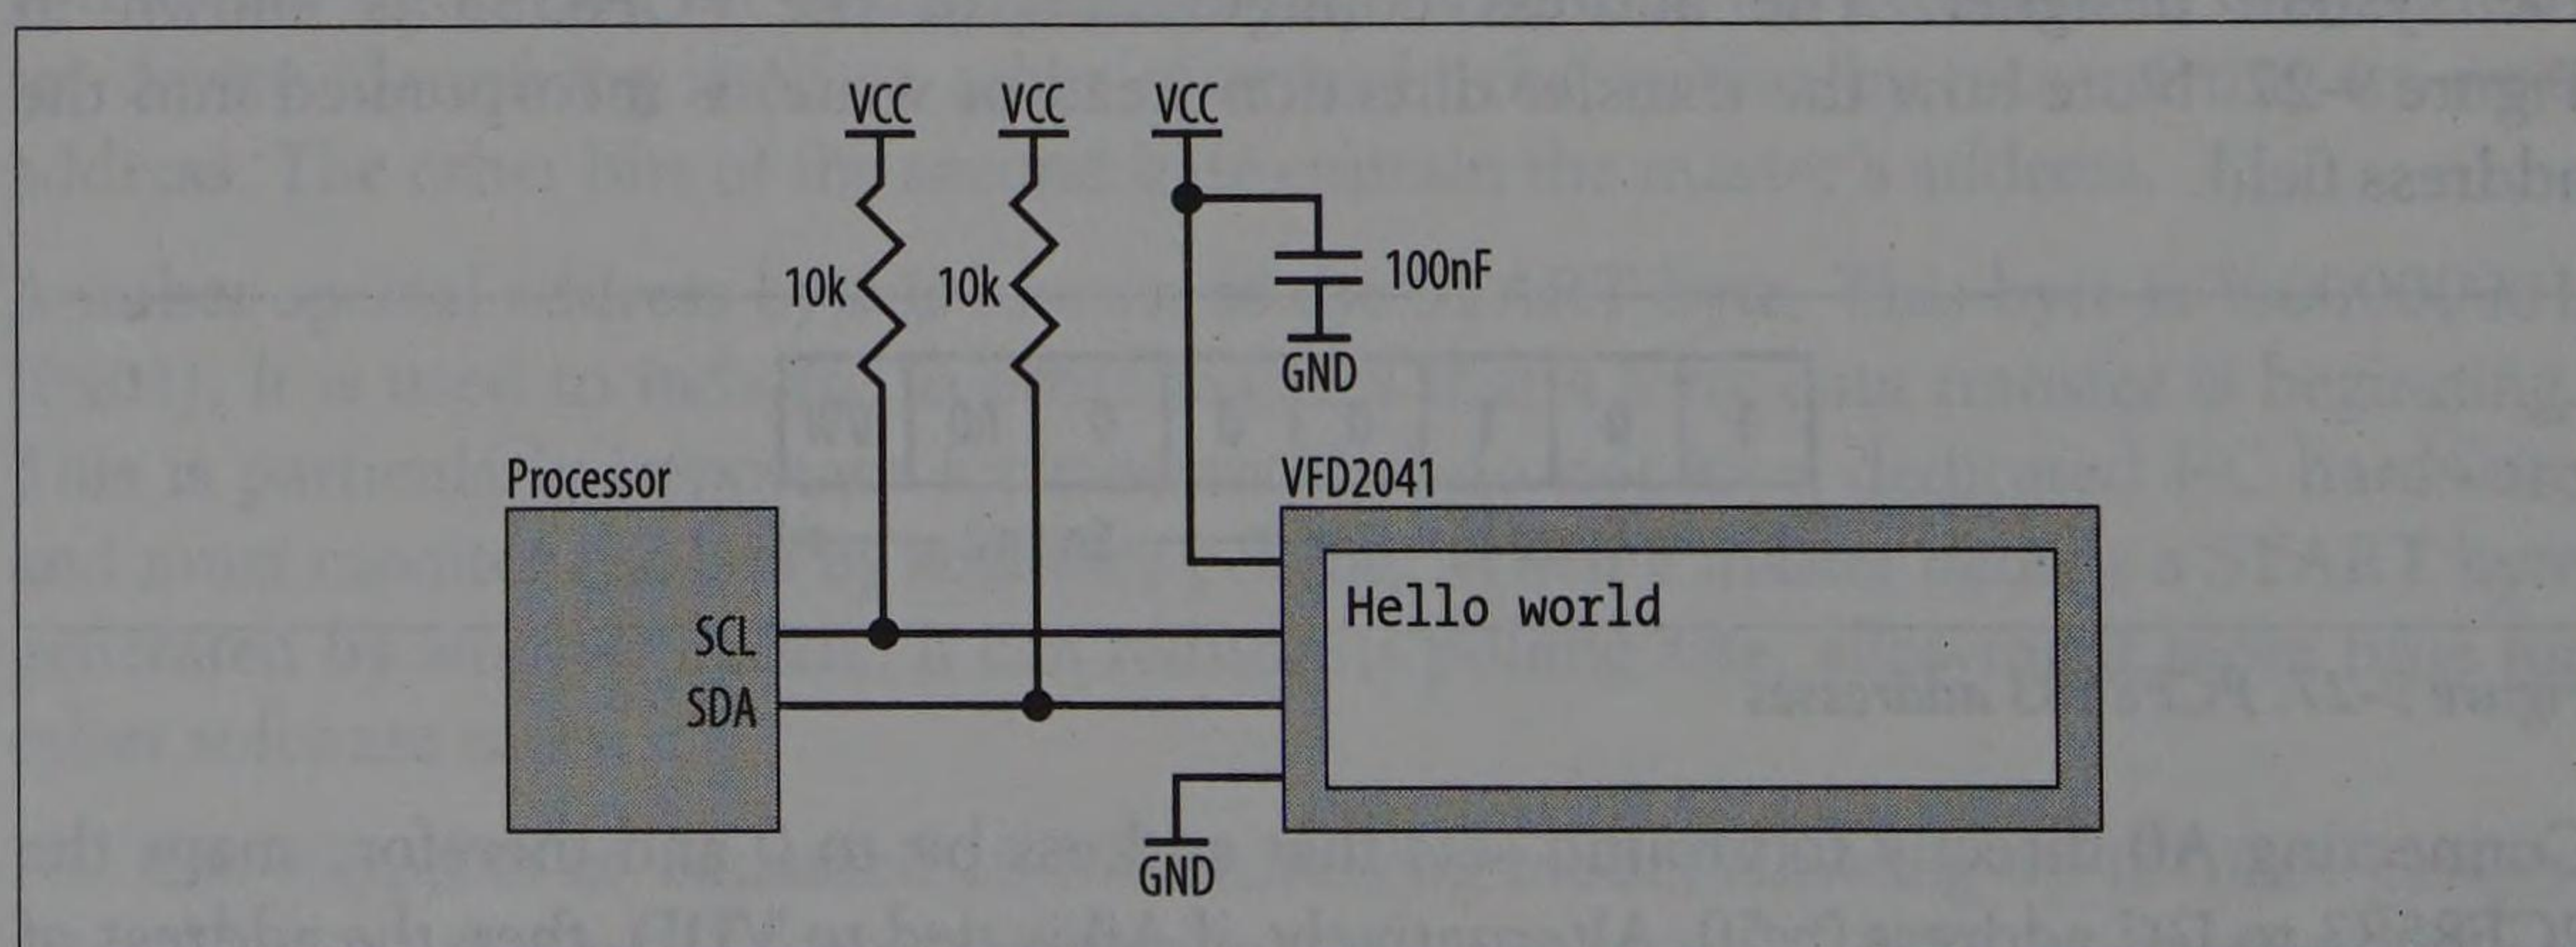 VCC VCC VCC
10k 10k 100nF
GND
Processor VFD2041
Hello world
SCL
SDA
GND